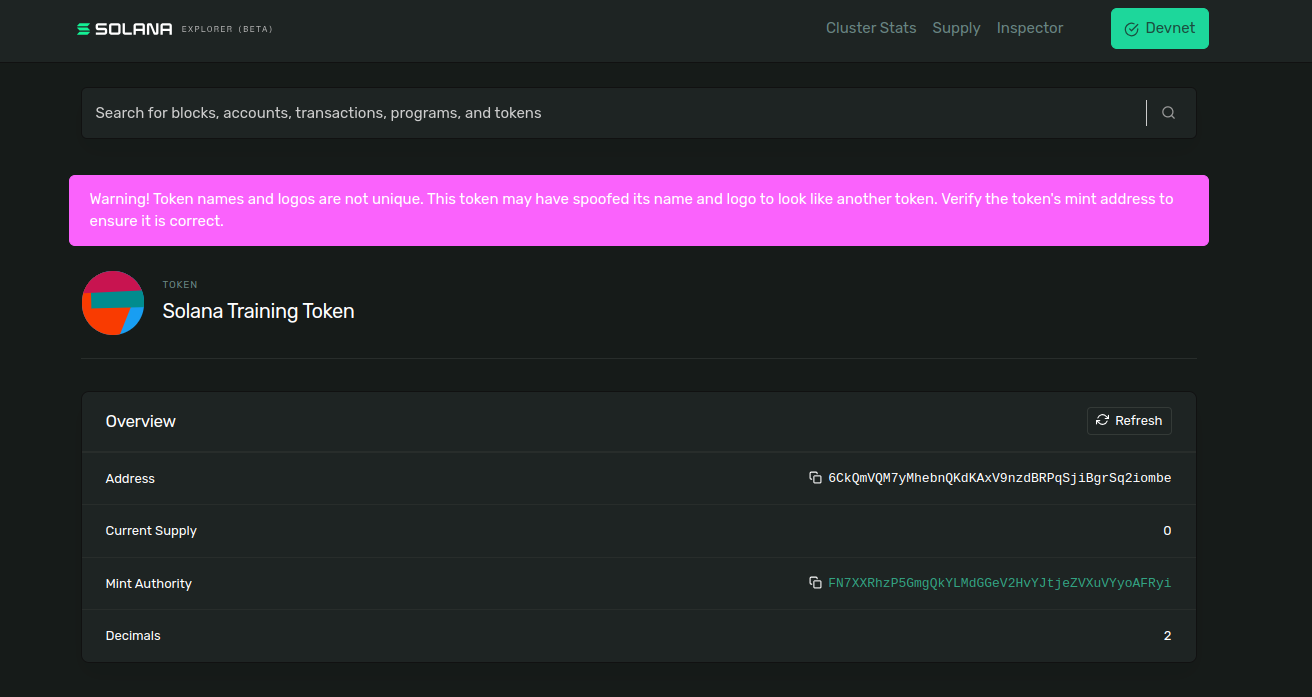 SOLANA EXPLORER (BETA)
Cluster Stats Supply Inspector Devnet
Search for blocks, accounts, transactions, programs, and tokens
Warning! Token names and logos are not unique. This token may have spoofed its name and logo to look like another token. Verify the token's mint address to
ensure it is correct.
TOKEN
Solana Training Token
Overview Refresh
Address 6CkQmVQM7yMhebnQKdKAxV9nzdBRPqSjiBgrSq2iombe
Current Supply 0
Mint Authority FN7XXRhzP5GmgQkYLMdGGeV2HvYJtjeZVXuVYyoAFRyi
Decimals 2